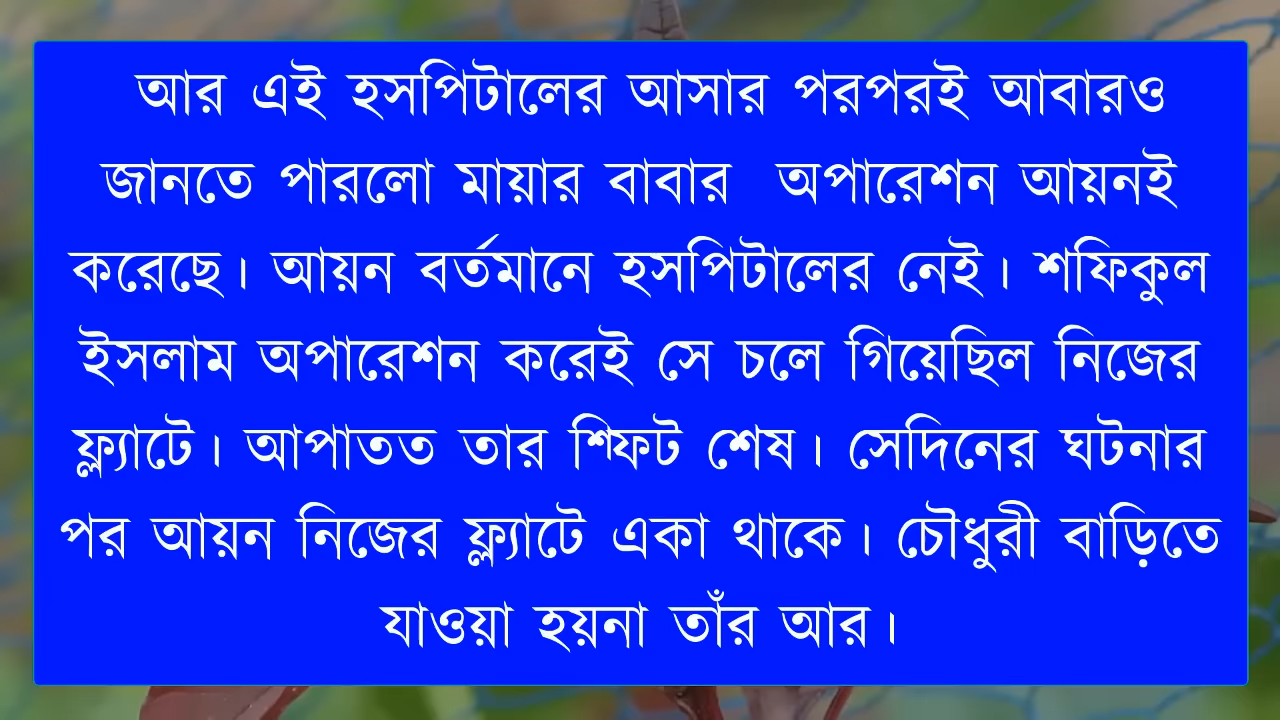 আর এই হসপিটালের আসার পরপরই আবারও
জানতে পারলো মায়ার বাবার অপারেশন আয়নই
করেছে। আয়ন বর্তমানে হসপিটালের নেই। শফিকুল
ইসলাম অপারেশন করেই সে চলে গিয়েছিল নিজের
ফ্ল্যাটে। আপাতত তার শিফট শেষ। সেদিনের ঘটনার
পর আয়ন নিজের ফ্ল্যাটে একা থাকে। চৌধুরী বাড়িতে
যাওয়া হয়না তাঁর আর।